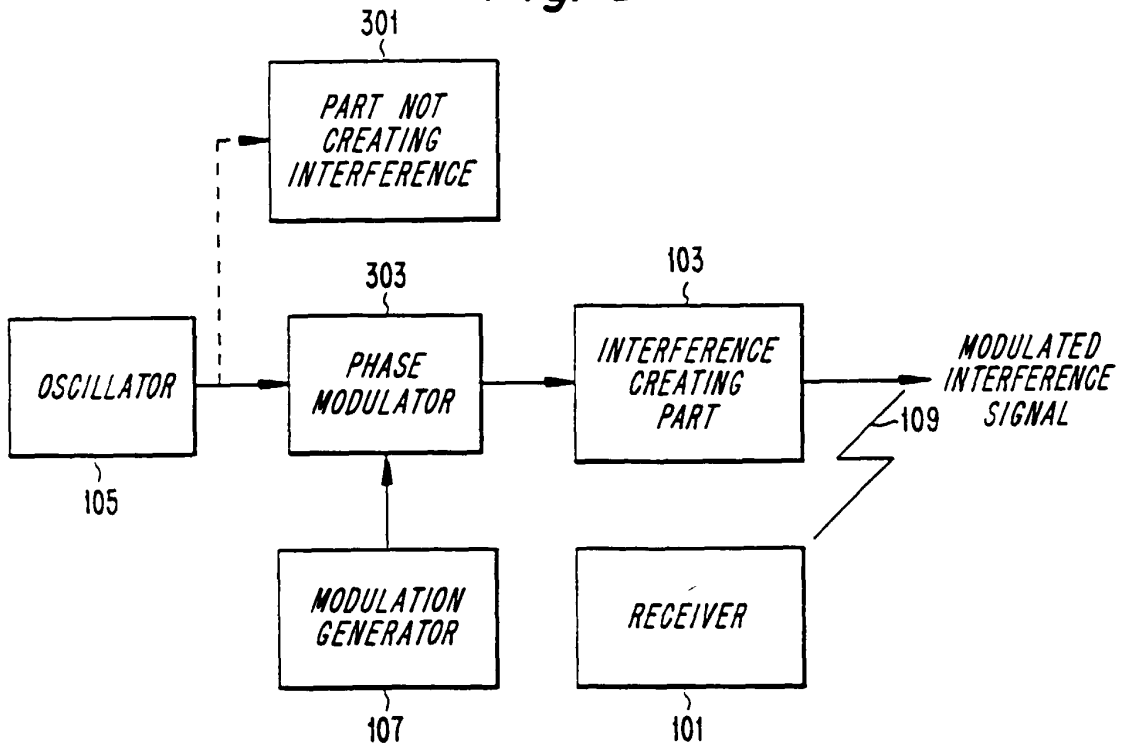 301
PART NOT
CREATING
INTERFERENCE
303
103
OSCILLATOR
PHASE
MODULATOR
INTERFERENCE
CREATING
PART
MODULATED
INTERFERENCE
SIGNAL
109
105
MODULATION
GENERATOR
RECEIVER
107
101